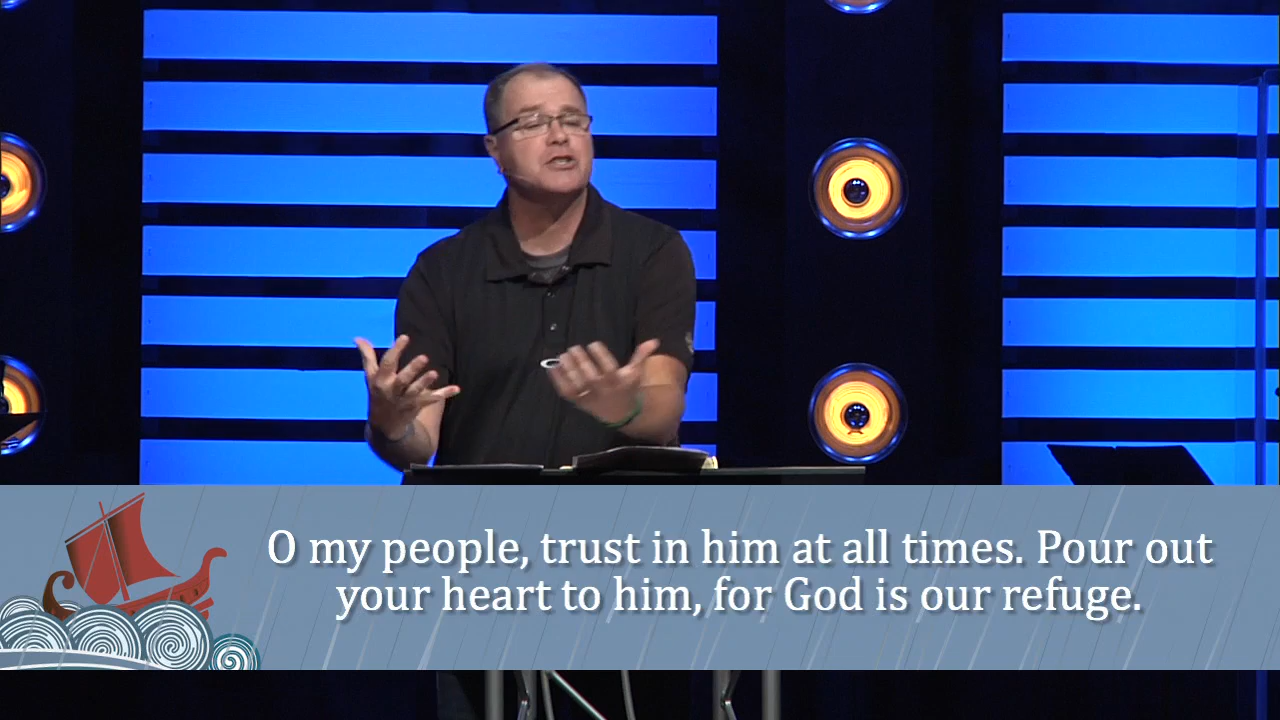 O my people, trust in him at all times. Pour out
your heart to him, for God is our refuge.